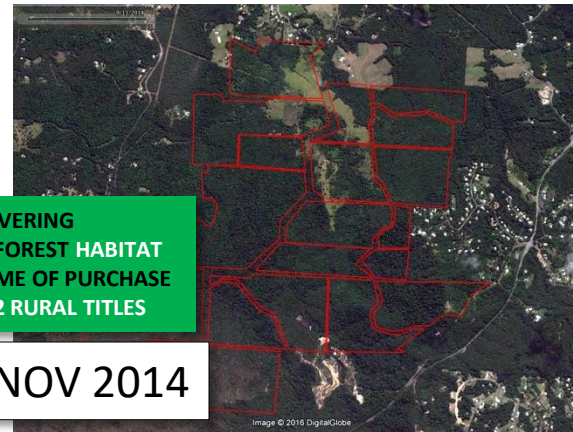 VERING
FOREST HABITAT
ME OF PURCHASE
2 RURAL TITLES
NOV 2014
Image © 2016 DigitalGlobe